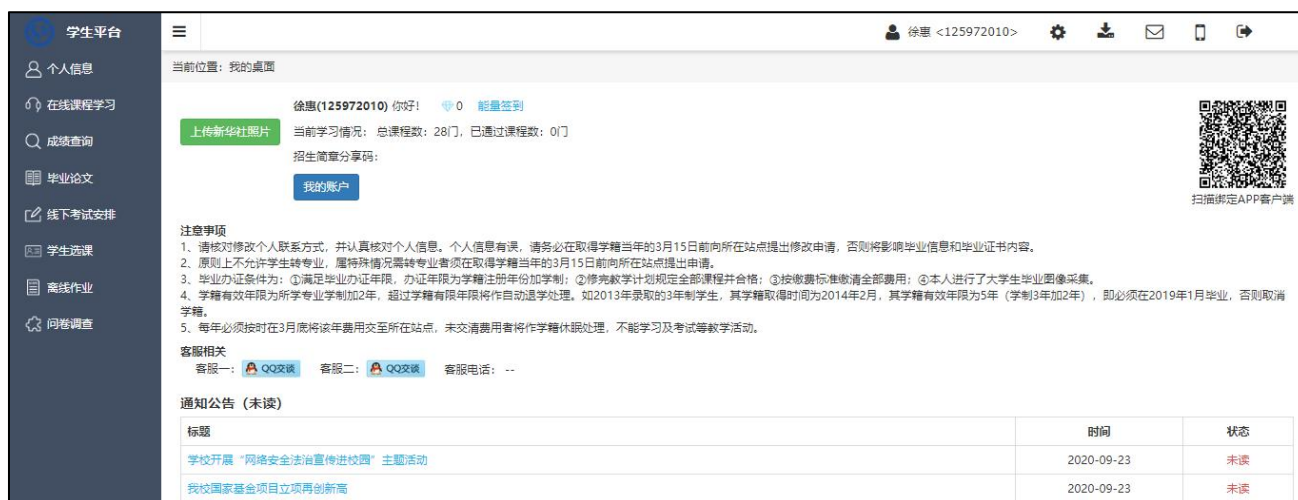 学生平台
徐惠 <125972010>
个人信息
在线课程学习
成绩查询
毕业论文
线下考试安排
学生选课
离线作业
问卷调查
当前位置：我的桌面
徐惠(125972010) 你好！ 0 能量签到
上传新华社照片
当前学习情况： 总课程数：28门，已通过课程数：0门
招生简章分享码：
我的账户
扫描绑定APP客户端
注意事项
1、请核对修改个人联系方式，并认真核对个人信息。个人信息有误，请务必在取得学籍当年的3月15日前向所在站点提出修改申请，否则将影响毕业信息和毕业证书内容。
2、原则上不允许学生转专业，属特殊情况需转专业者须在取得学籍当年的3月15日前向所在站点提出申请。
3、毕业办证条件为：①满足毕业办证年限，办证年限为学籍注册年份加学制；②修完教学计划规定全部课程并合格；③按缴费标准缴清全部费用；④本人进行了大学生毕业图像采集。
4、学籍有效年限为所学专业学制加2年，超过学籍有限年限将作自动退学处理。如2013年录取的3年制学生，其学籍取得时间为2014年2月，其学籍有效年限为5年（学制3年加2年），即必须在2019年1月毕业，否则取消
学籍。
5、每年必须按时在3月底将该年费用交至所在站点，未交清费用者将作学籍休眠处理，不能学习及考试等教学活动。
客服相关
客服一： QQ交谈 客服二： QQ交谈 客服电话： --
通知公告（未读）
标题 时间 状态
学校开展“网络安全法治宣传进校园”主题活动 2020-09-23 未读
我校国家基金项目立项再创新高 2020-09-23 未读